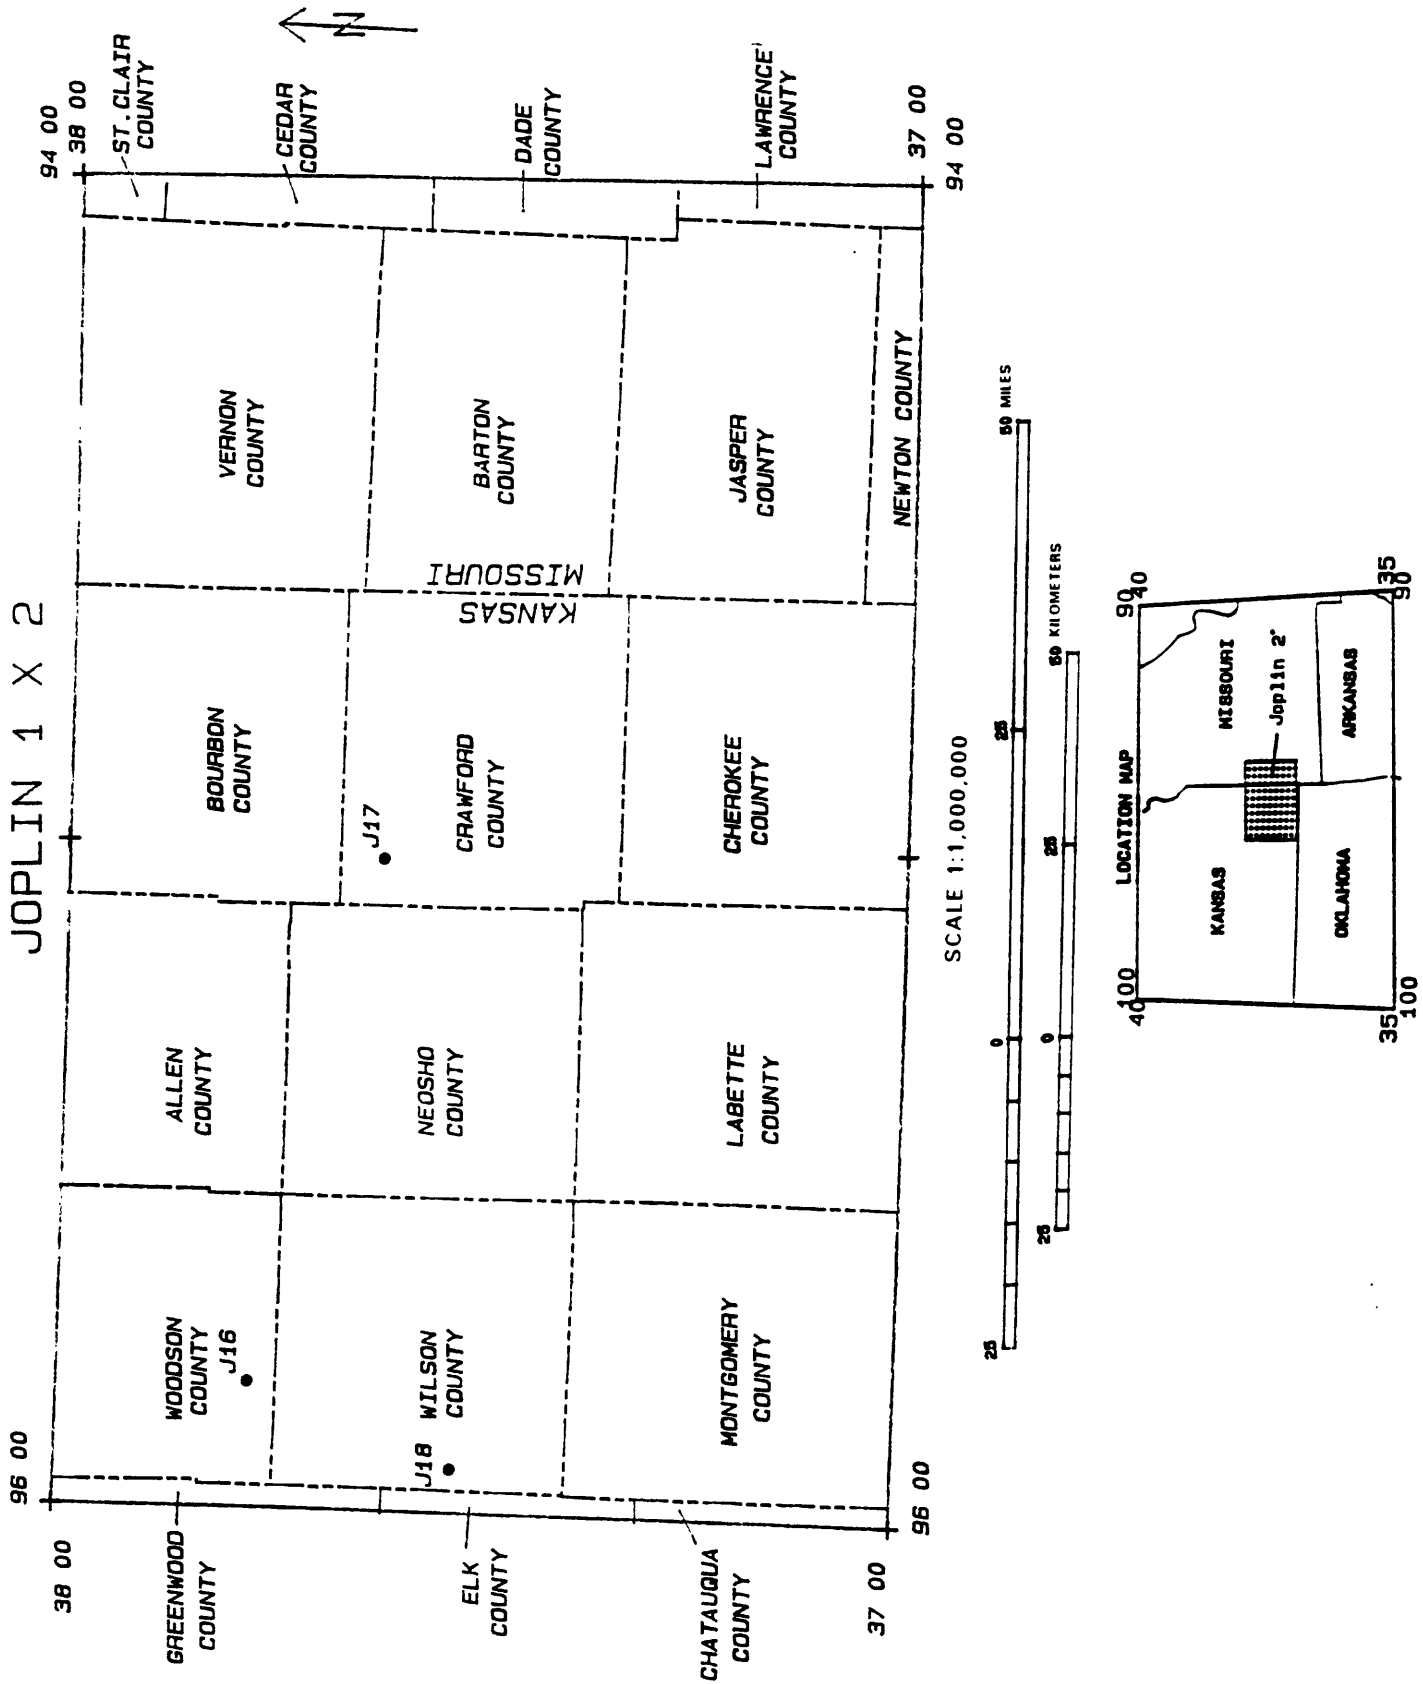 JOPLIN 1 X 2
96 00
94 00
38 00
38 00
ST.CLAIR
COUNTY
GREENWOOD
COUNTY
WOODSON
COUNTY
J16
ALLEN
COUNTY
BOURBON
COUNTY
VERNON
COUNTY
CEDAR
COUNTY
N
J17
J18
ELK
COUNTY
WILSON
COUNTY
NEOSHO
COUNTY
CRAWFORD
COUNTY
KANSAS
MISSOURI
BARTON
COUNTY
DADE
COUNTY
CHATAUQUA
COUNTY
MONTGOMERY
COUNTY
LABETTE
COUNTY
CHEROKEE
COUNTY
JASPER
COUNTY
LAWRENCE
COUNTY
NEWTON COUNTY
37 00
37 00
96 00
94 00
SCALE 1:1,000,000
25 0 25 50 MILES
25 0 25 50 KILOMETERS
LOCATION MAP
100
90
40
40
KANSAS
MISSOURI
Joplin 2°
OKLAHOMA
ARKANSAS
35
35
100
90